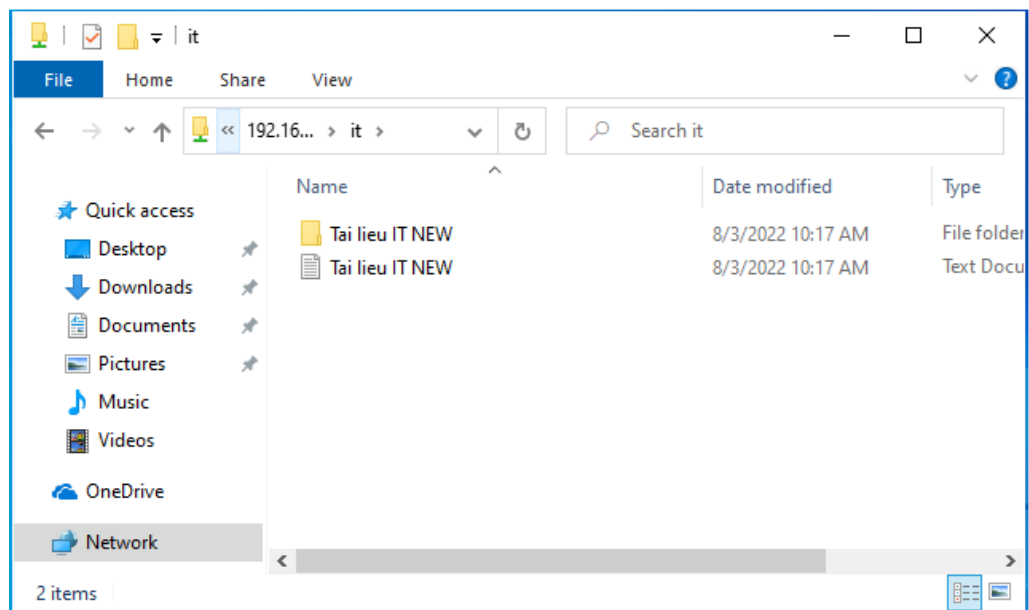 it
File Home Share View
« 192.16... > it >
Search it
Name Date modified Type
Quick access
Desktop
Downloads
Documents
Pictures
Music
Videos
OneDrive
Network
Tai lieu IT NEW 8/3/2022 10:17 AM File folder
Tai lieu IT NEW 8/3/2022 10:17 AM Text Docu
2 items